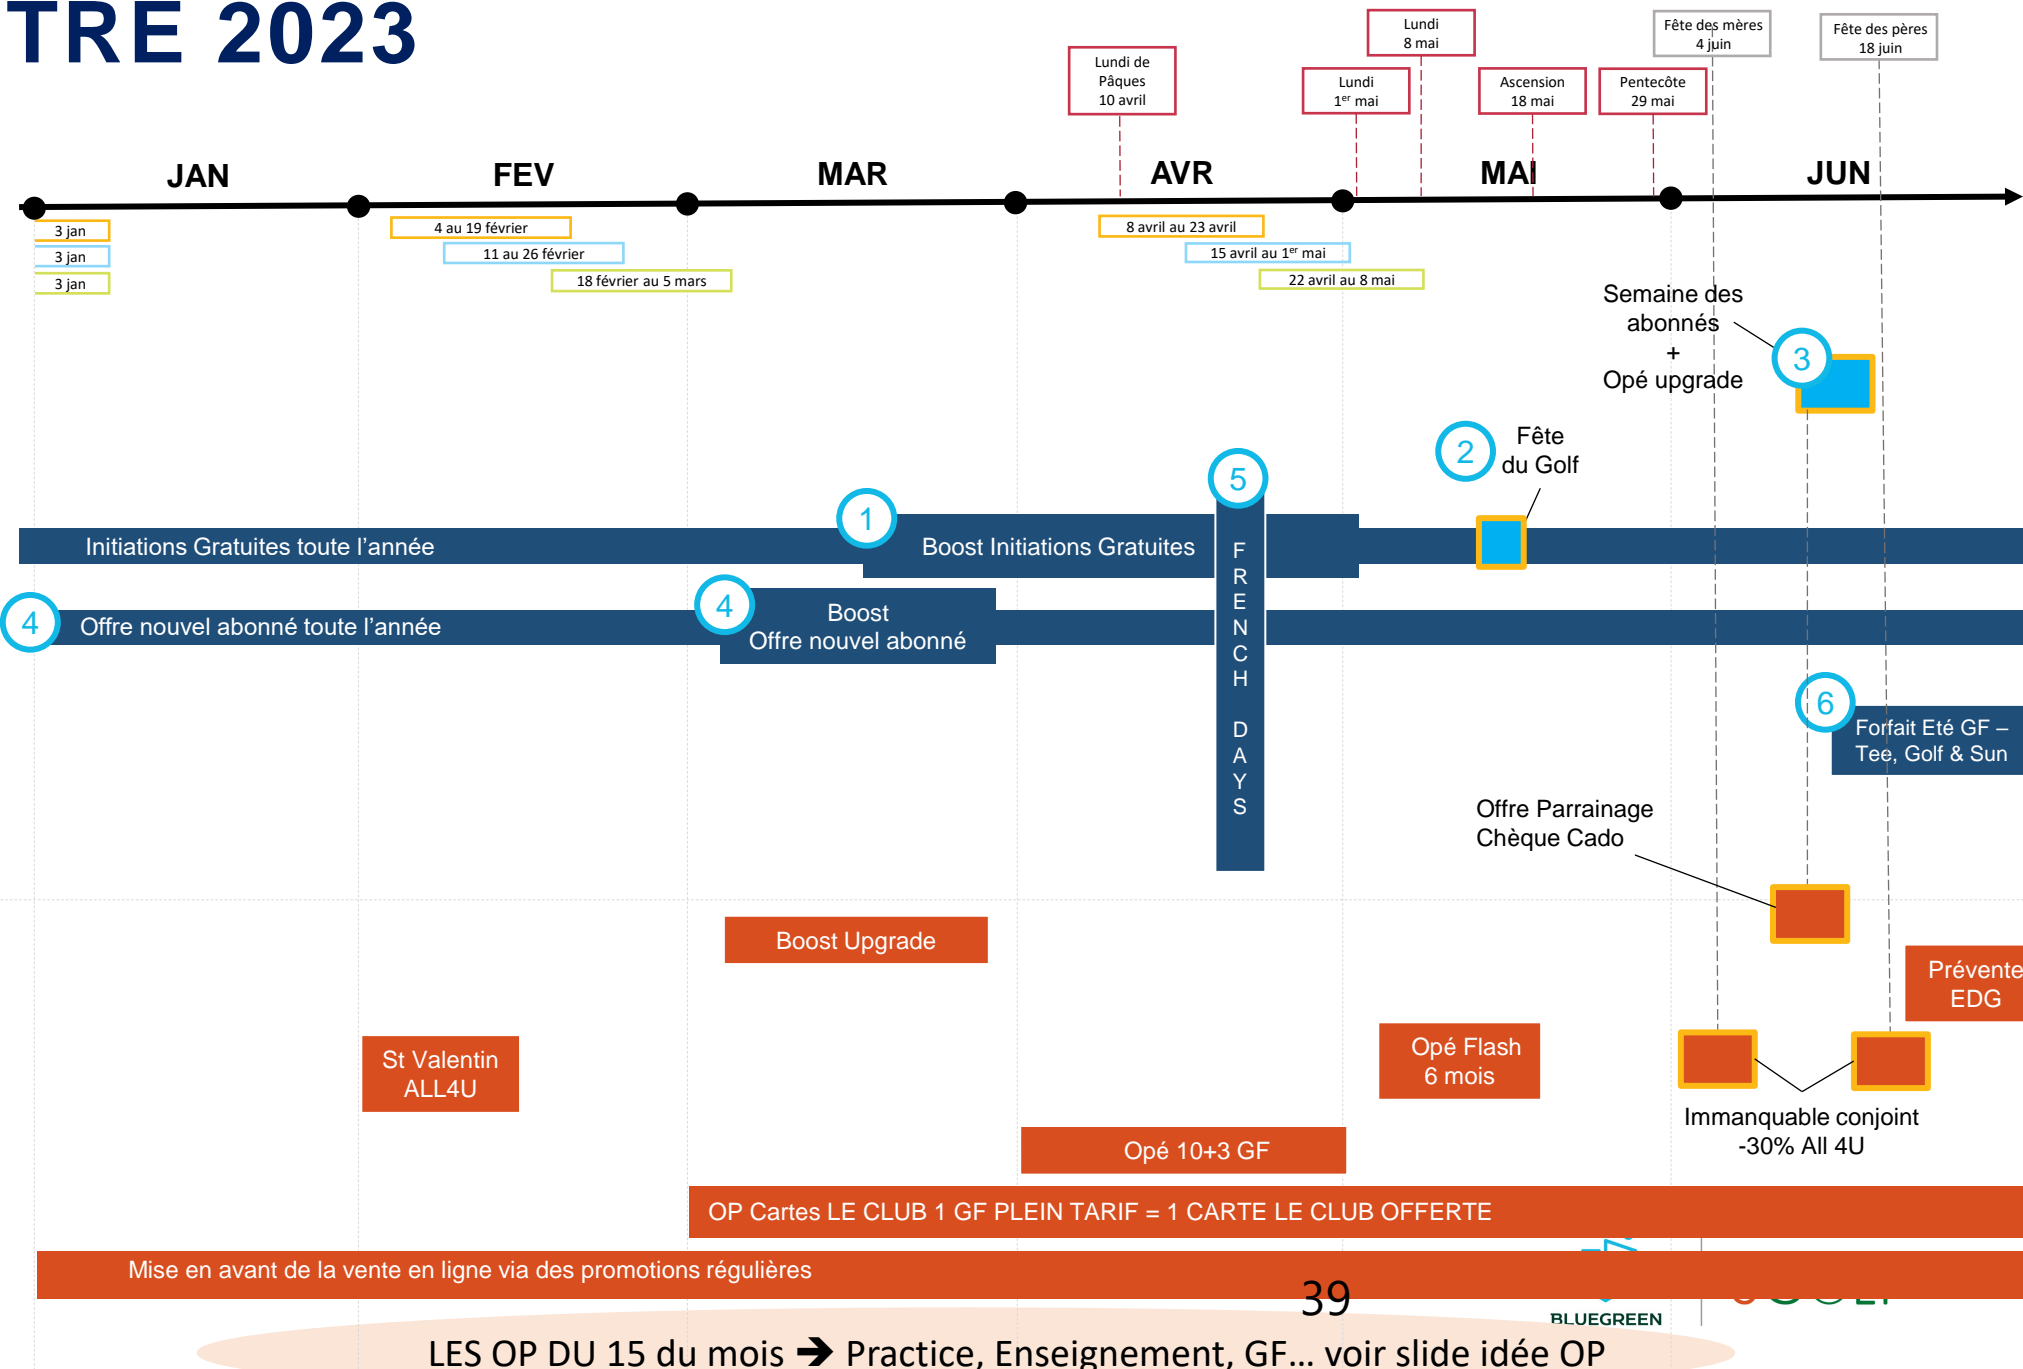 TRE 2023
Lundi de
Pâques
10 avril
Lundi
1er mai
Lundi
8 mai
Ascension
18 mai
Pentecôte
29 mai
Fête des mères
4 juin
Fête des pères
18 juin
JAN
FEV
MAR
AVR
MAI
JUN
3 jan
3 jan
3 jan
4 au 19 février
11 au 26 février
18 février au 5 mars
8 avril au 23 avril
15 avril au 1er mai
22 avril au 8 mai
Semaine des
abonnés
+
Opé upgrade
3
2
Fête
du Golf
5
FRENCH DAYS
1
Initiations Gratuites toute l'année
Boost Initiations Gratuites
4
Offre nouvel abonné toute l'année
4
Boost
Offre nouvel abonné
6
Forfait Eté GF –
Tee, Golf & Sun
Offre Parrainage
Chèque Cado
Boost Upgrade
Prévente
EDG
St Valentin
ALL4U
Opé Flash
6 mois
Immanquable conjoint
-30% All 4U
Opé 10+3 GF
OP Cartes LE CLUB 1 GF PLEIN TARIF = 1 CARTE LE CLUB OFFERTE
Mise en avant de la vente en ligne via des promotions régulières
39
BLUEGREEN
LES OP DU 15 du mois ➔ Practice, Enseignement, GF... voir slide idée OP